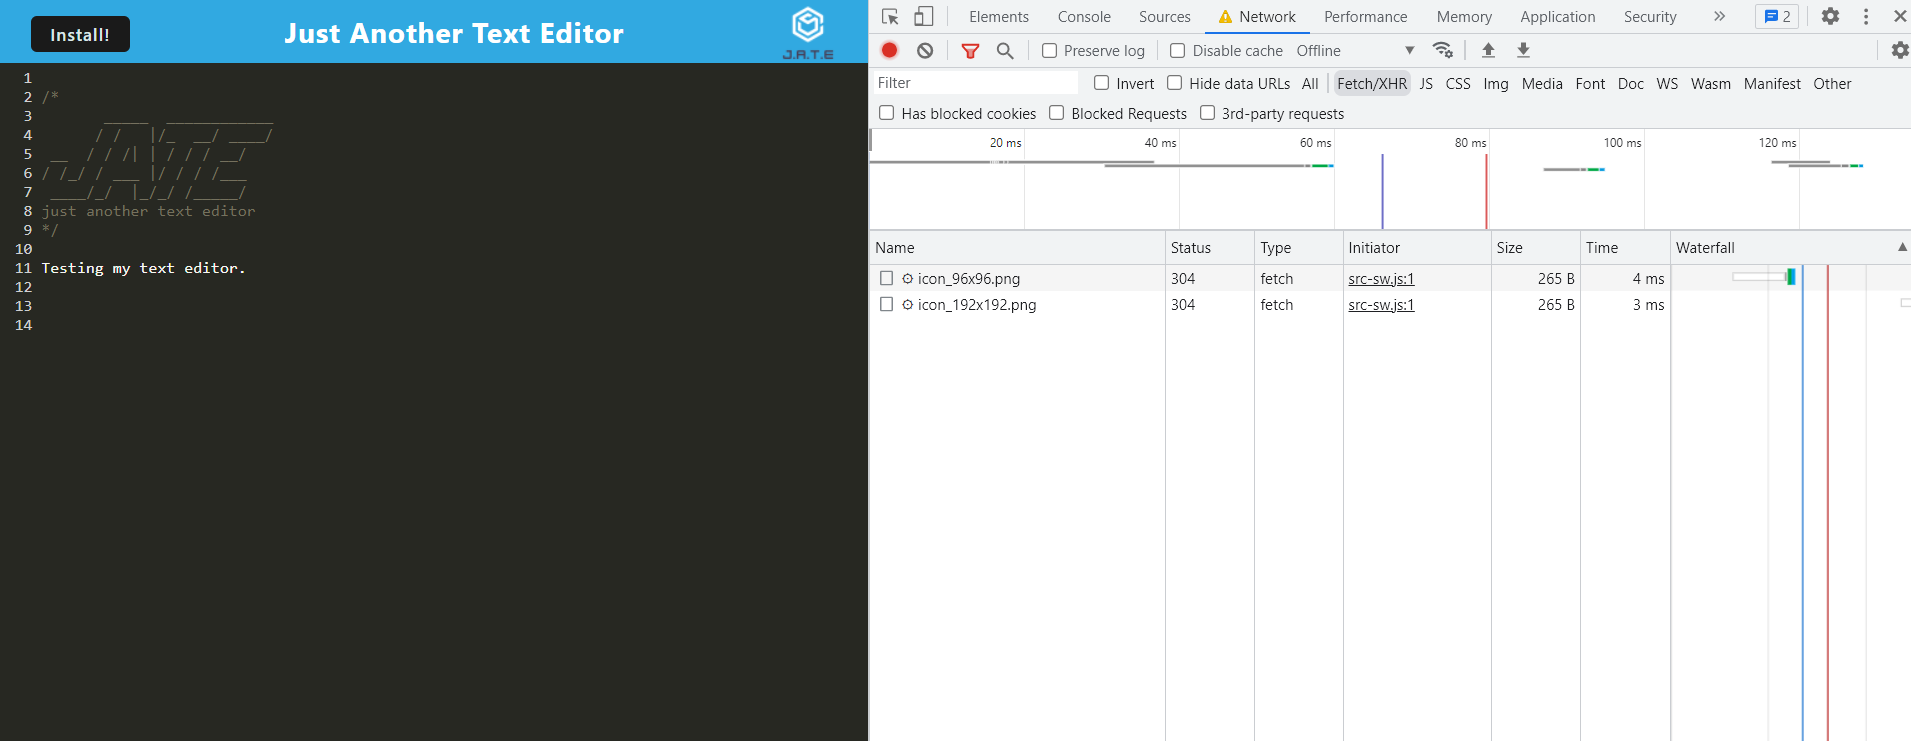 Install!
Just Another Text Editor
J.A.T.E
1
2 /*
3        _____  ____________
4       / /   |/_  __/ ____/
5  __  / / /| | / / / __/
6 / /_/ / ___ |/ / / /___
7  ____/_/  |_/_/ /_____/
8 just another text editor
9 */
10
11 Testing my text editor.
12
13
14
Elements Console Sources Network Performance Memory Application Security » 2
Preserve log Disable cache Offline
Filter Invert Hide data URLs All Fetch/XHR JS CSS Img Media Font Doc WS Wasm Manifest Other
Has blocked cookies Blocked Requests 3rd-party requests
20 ms 40 ms 60 ms 80 ms 100 ms 120 ms
Name Status Type Initiator Size Time Waterfall
icon_96x96.png 304 fetch src-sw.js:1 265 B 4 ms
icon_192x192.png 304 fetch src-sw.js:1 265 B 3 ms